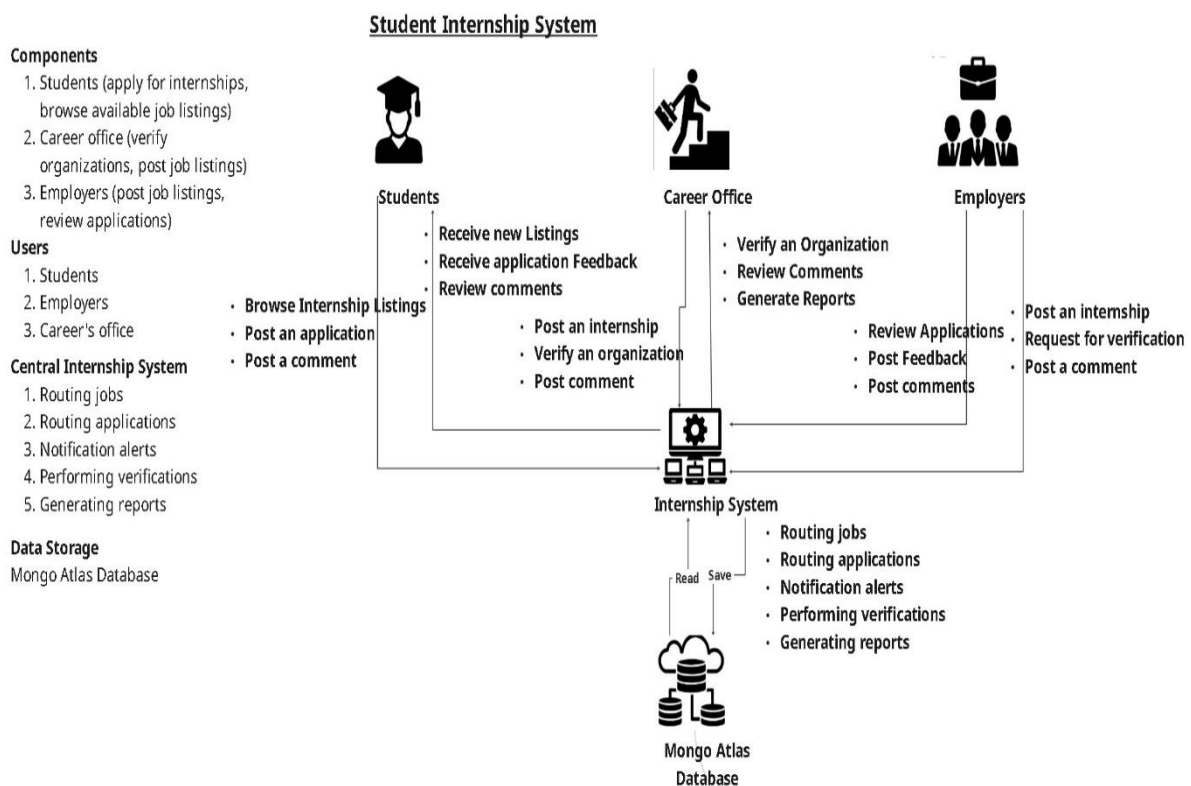 Student Internship System
Components
1. Students (apply for internships,
browse available job listings)
2. Career office (verify
organizations, post job listings)
3. Employers (post job listings,
review applications)
Users
1. Students
2. Employers
3. Career's office
Central Internship System
1. Routing jobs
2. Routing applications
3. Notification alerts
4. Performing verifications
5. Generating reports
Data Storage
Mongo Atlas Database
Students
Career Office
Employers
• Receive new Listings
• Receive application Feedback
• Review comments
• Browse Internship Listings
• Post an application
• Post a comment
• Verify an Organization
• Review Comments
• Generate Reports
• Post an internship
• Verify an organization
• Post comment
• Review Applications
• Post Feedback
• Post comments
• Post an internship
• Request for verification
• Post a comment
Internship System
• Routing jobs
• Routing applications
• Notification alerts
• Performing verifications
• Generating reports
Read
Save
Mongo Atlas
Database